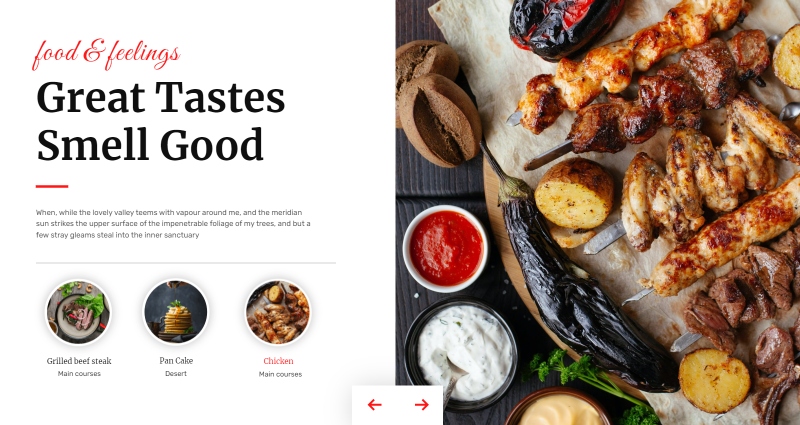 food & feelings
Great Tastes
Smell Good
When, while the lovely valley teems with vapour around me, and the meridian
sun strikes the upper surface of the impenetrable foliage of my trees, and but a
few stray gleams steal into the inner sanctuary
Grilled beef steak
Main courses
Pan Cake
Desert
Chicken
Main courses